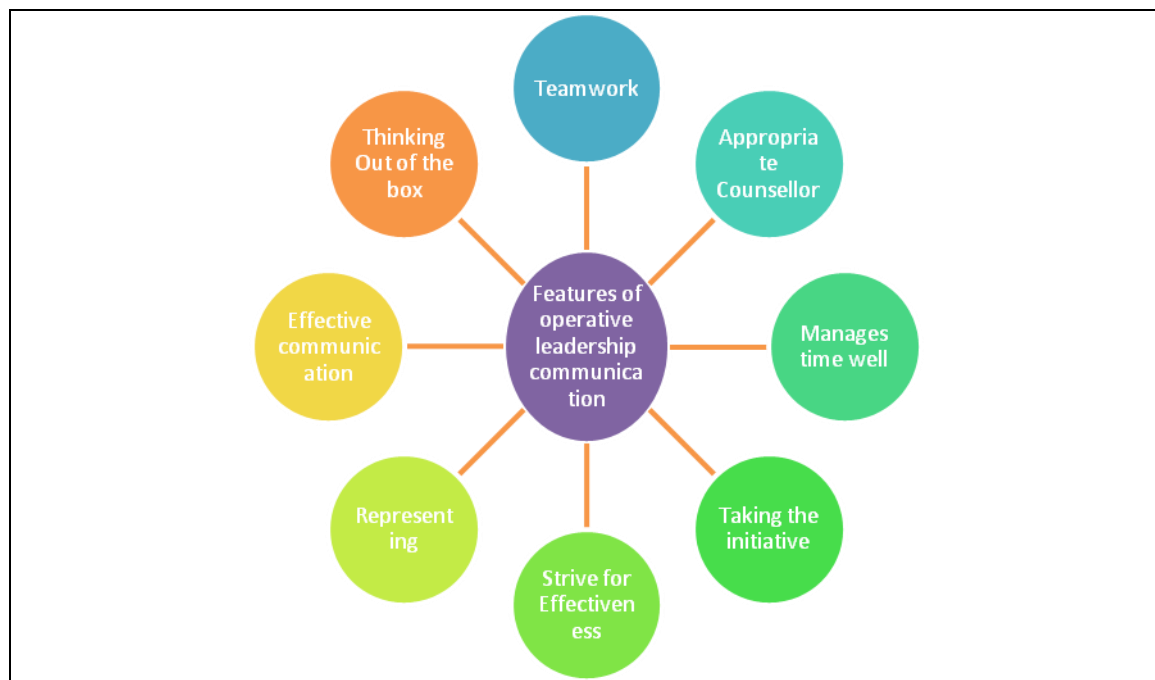 Teamwork
Appropria
te
Counsellor
Manages
time well
Taking the
initiative
Strive for
Effectiven
ess
Represent
ing
Effective
communic
ation
Thinking
Out of the
box
Features of
operative
leadership
communica
tion